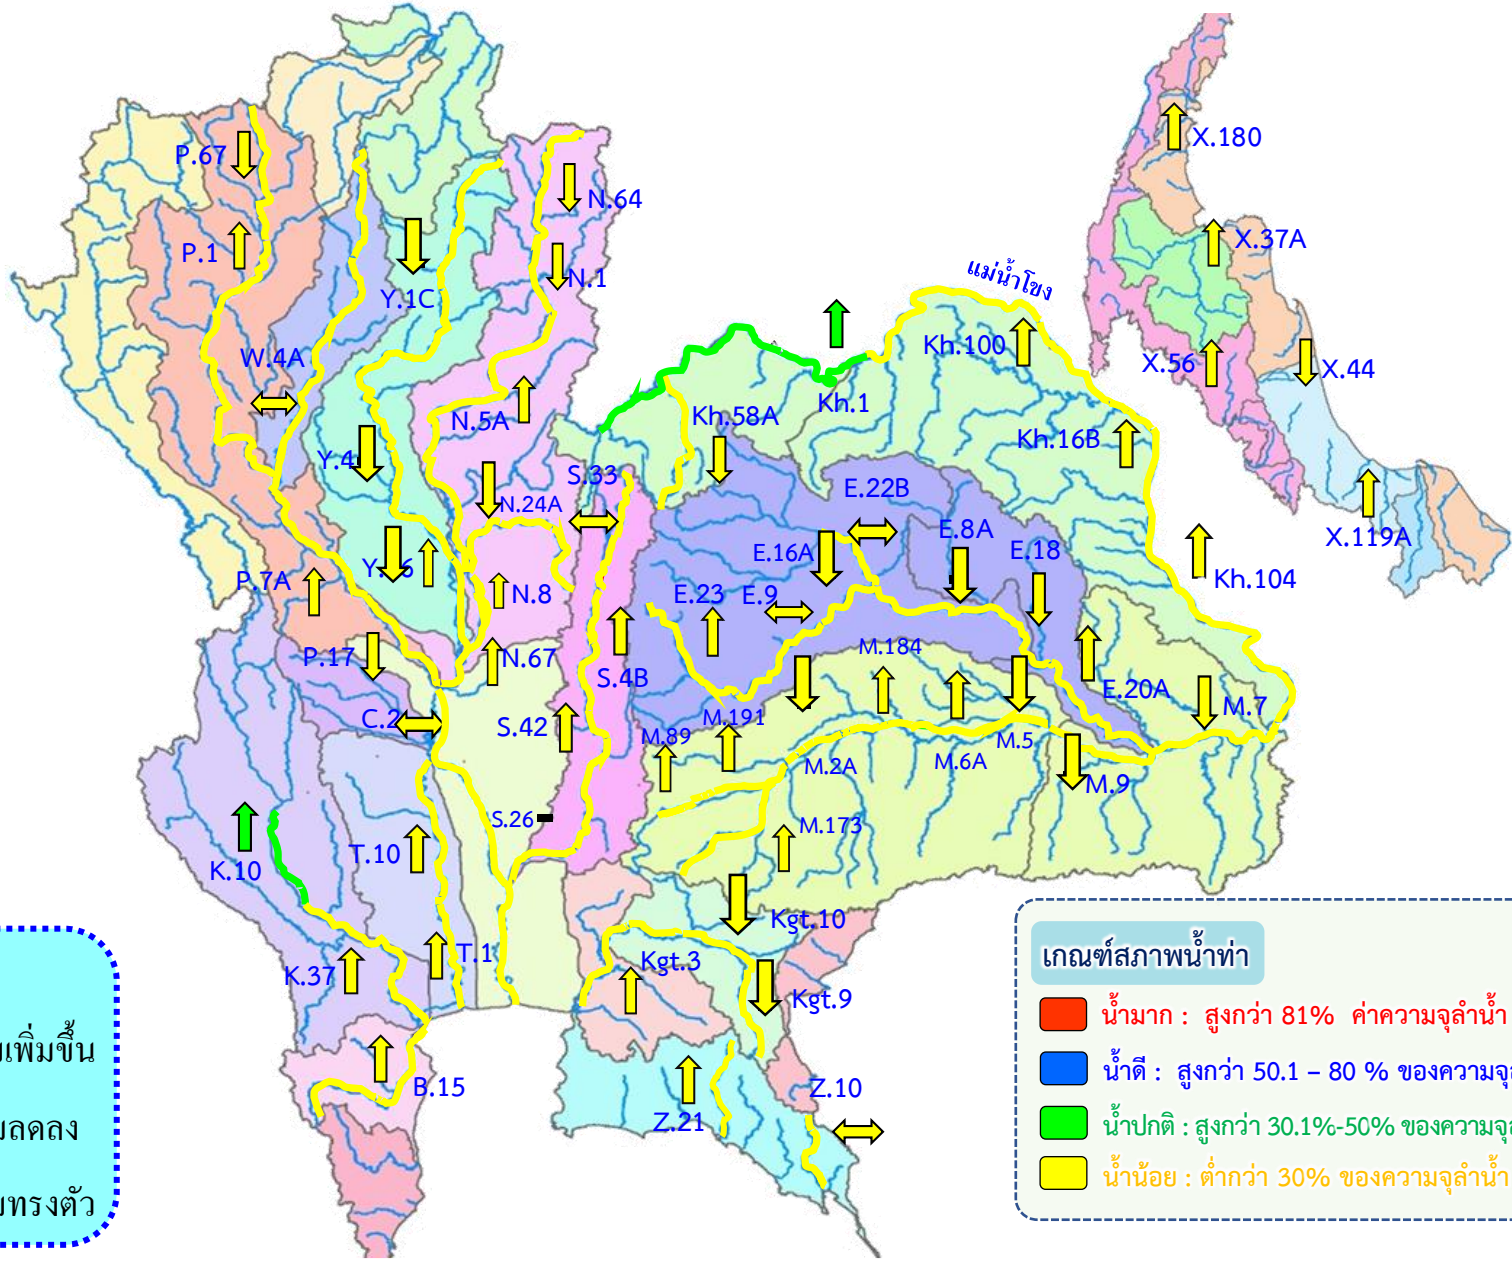 P.67
P.1
N.64
N.1
Y.1C
W.4A
N.5A
Y.4
N.24A
S.33
P.7A
N.8
P.17
N.67
C.2
S.42
S.4B
S.26
K.10
T.10
K.37
T.1
B.15
แม่น้ำโขง
Kh.100
Kh.1
Kh.58A
Kh.16B
Kh.104
E.22B
E.16A
E.8A
E.18
E.23
E.9
E.20A
M.184
M.191
M.89
M.2A
M.6A
M.5
M.7
M.9
M.173
Kgt.10
Kgt.3
Kgt.9
Z.10
Z.21
X.180
X.37A
X.56
X.44
X.119A
เพิ่มขึ้น
ลดลง
ทรงตัว
เกณฑ์สภาพน้ำท่า
น้ำมาก : สูงกว่า 81% ค่าความจุลำน้ำ
น้ำดี : สูงกว่า 50.1 – 80 % ของความจุ
น้ำปกติ : สูงกว่า 30.1%-50% ของความจุ
น้ำน้อย : ต่ำกว่า 30% ของความจุลำน้ำ